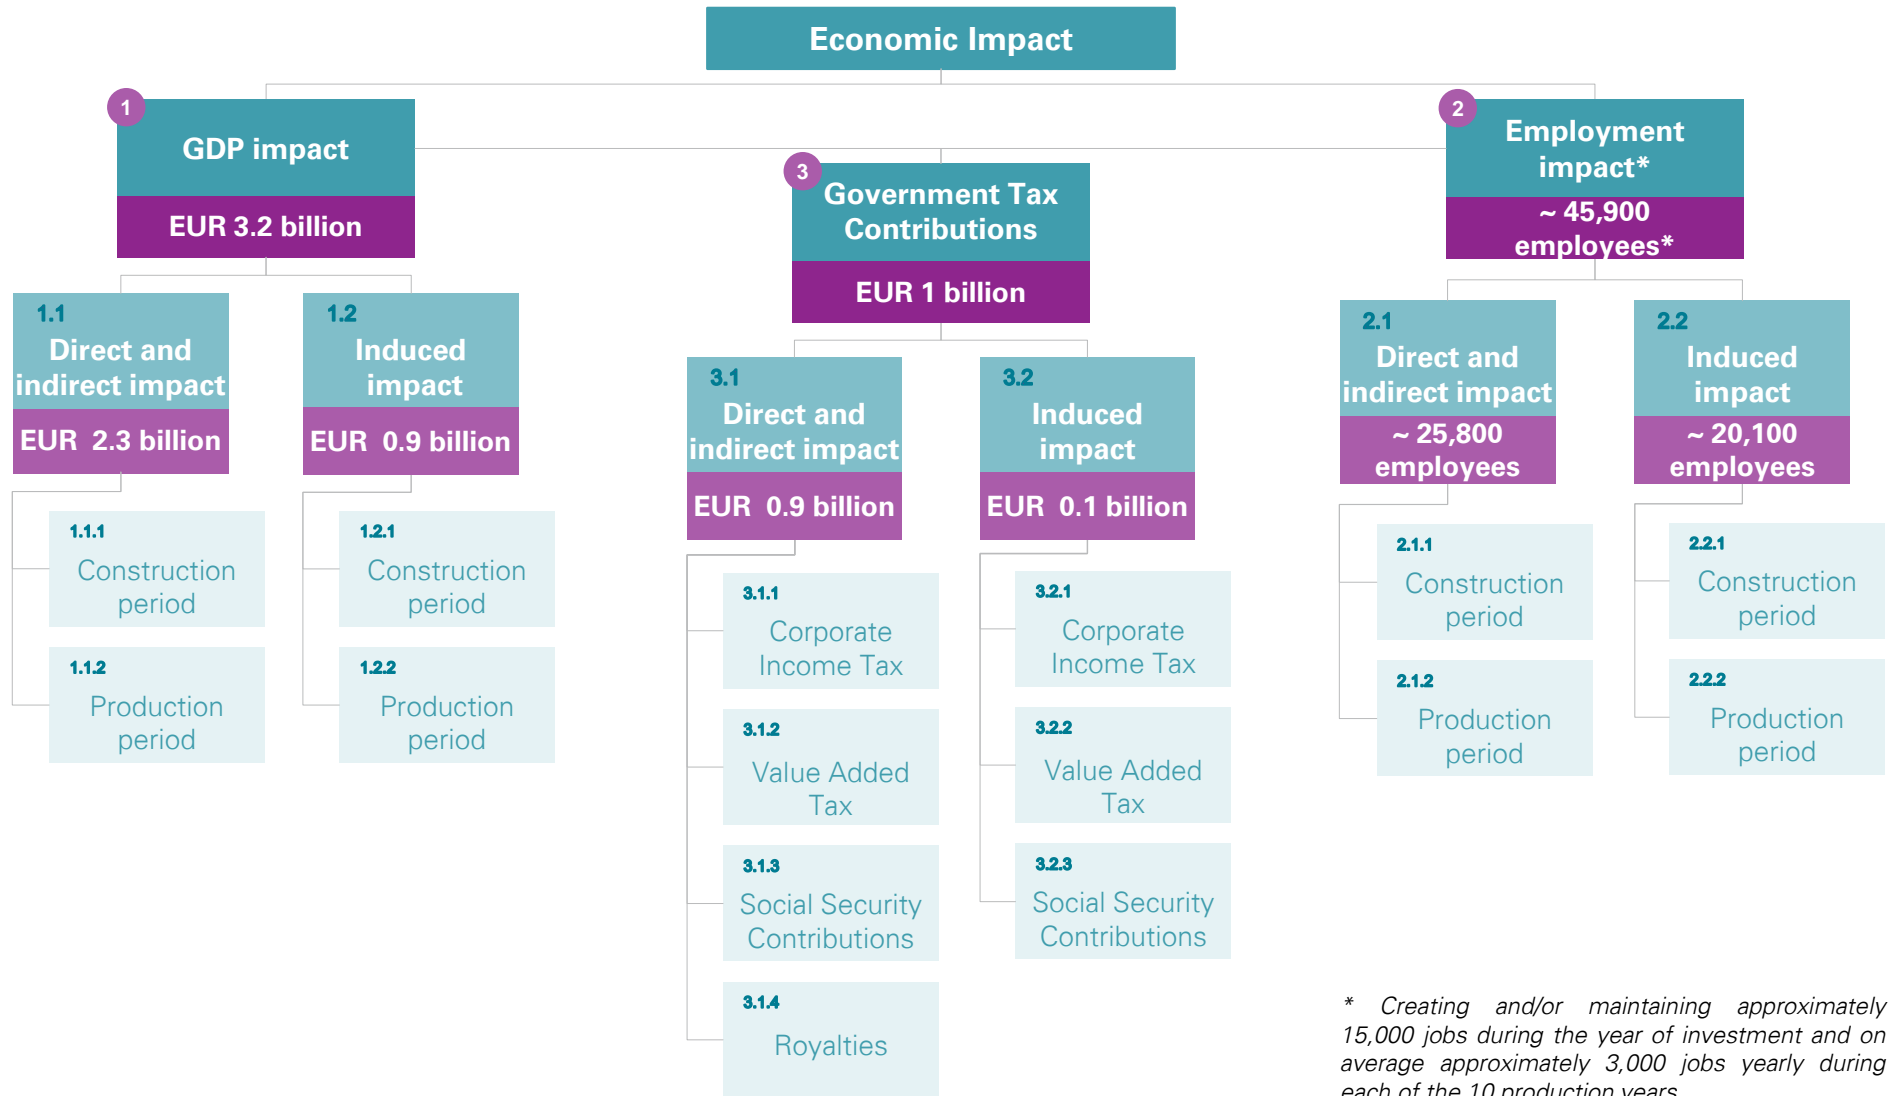 Economic Impact
1
GDP impact
EUR 3.2 billion
1.1
Direct and
indirect impact
EUR 2.3 billion
1.1.1
Construction
period
1.1.2
Production
period
1.2
Induced
impact
EUR 0.9 billion
1.2.1
Construction
period
1.2.2
Production
period
3
Government Tax
Contributions
EUR 1 billion
3.1
Direct and
indirect impact
EUR 0.9 billion
3.1.1
Corporate
Income Tax
3.1.2
Value Added
Tax
3.1.3
Social Security
Contributions
3.1.4
Royalties
3.2
Induced
impact
EUR 0.1 billion
3.2.1
Corporate
Income Tax
3.2.2
Value Added
Tax
3.2.3
Social Security
Contributions
2
Employment
impact*
~ 45,900
employees*
2.1
Direct and
indirect impact
~ 25,800
employees
2.1.1
Construction
period
2.1.2
Production
period
2.2
Induced
impact
~ 20,100
employees
2.2.1
Construction
period
2.2.2
Production
period
* Creating and/or maintaining approximately
15,000 jobs during the year of investment and on
average approximately 3,000 jobs yearly during
each of the 10 production years